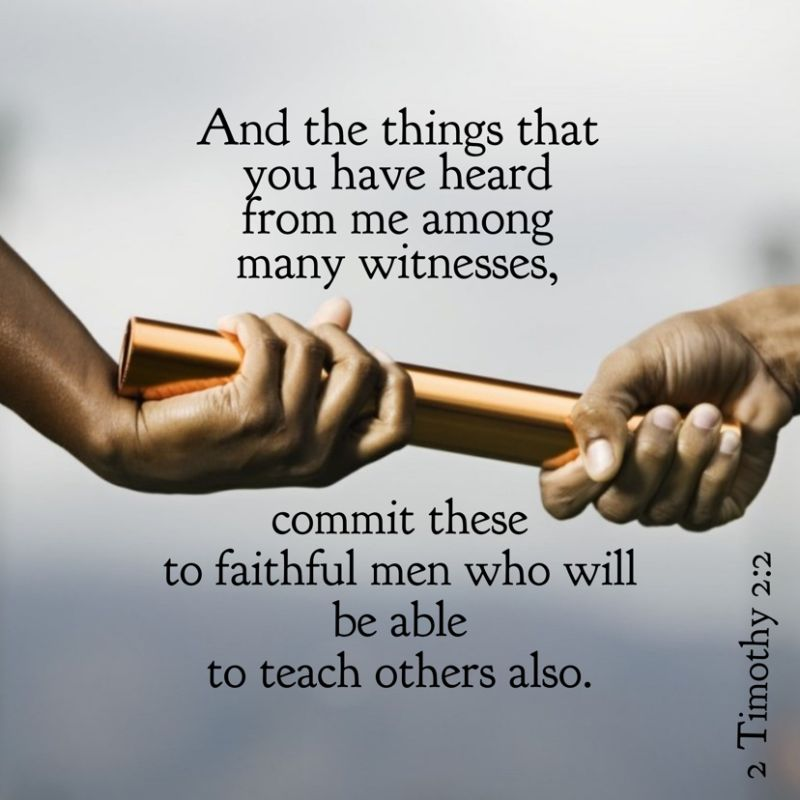 And the things that
you have heard
from me among
many witnesses,
commit these
to faithful men who will
be able
to teach others also.
2 Timothy 2:2